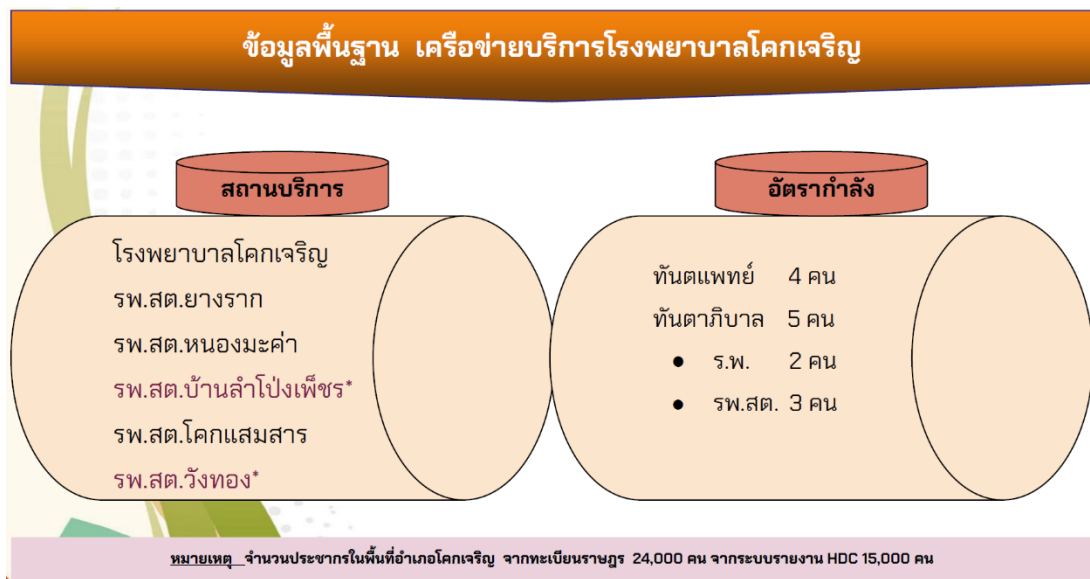 ข้อมูลพื้นฐาน เครือข่ายบริการโรงพยาบาลโคกเจริญ
สถานบริการ
โรงพยาบาลโคกเจริญ
รพ.สต.ยางราก
รพ.สต.หนองมะค่า
รพ.สต.บ้านลำโป่งเพ็ชร*
รพ.สต.โคกแสมสาร
รพ.สต.วังทอง*
อัตรากำลัง
ทันตแพทย์ 4 คน
ทันตาภิบาล 5 คน
● ร.พ. 2 คน
● รพ.สต. 3 คน
หมายเหตุ จำนวนประชากรในพื้นที่อำเภอโคกเจริญ จากทะเบียนราษฎร 24,000 คน จากระบบรายงาน HDC 15,000 คน